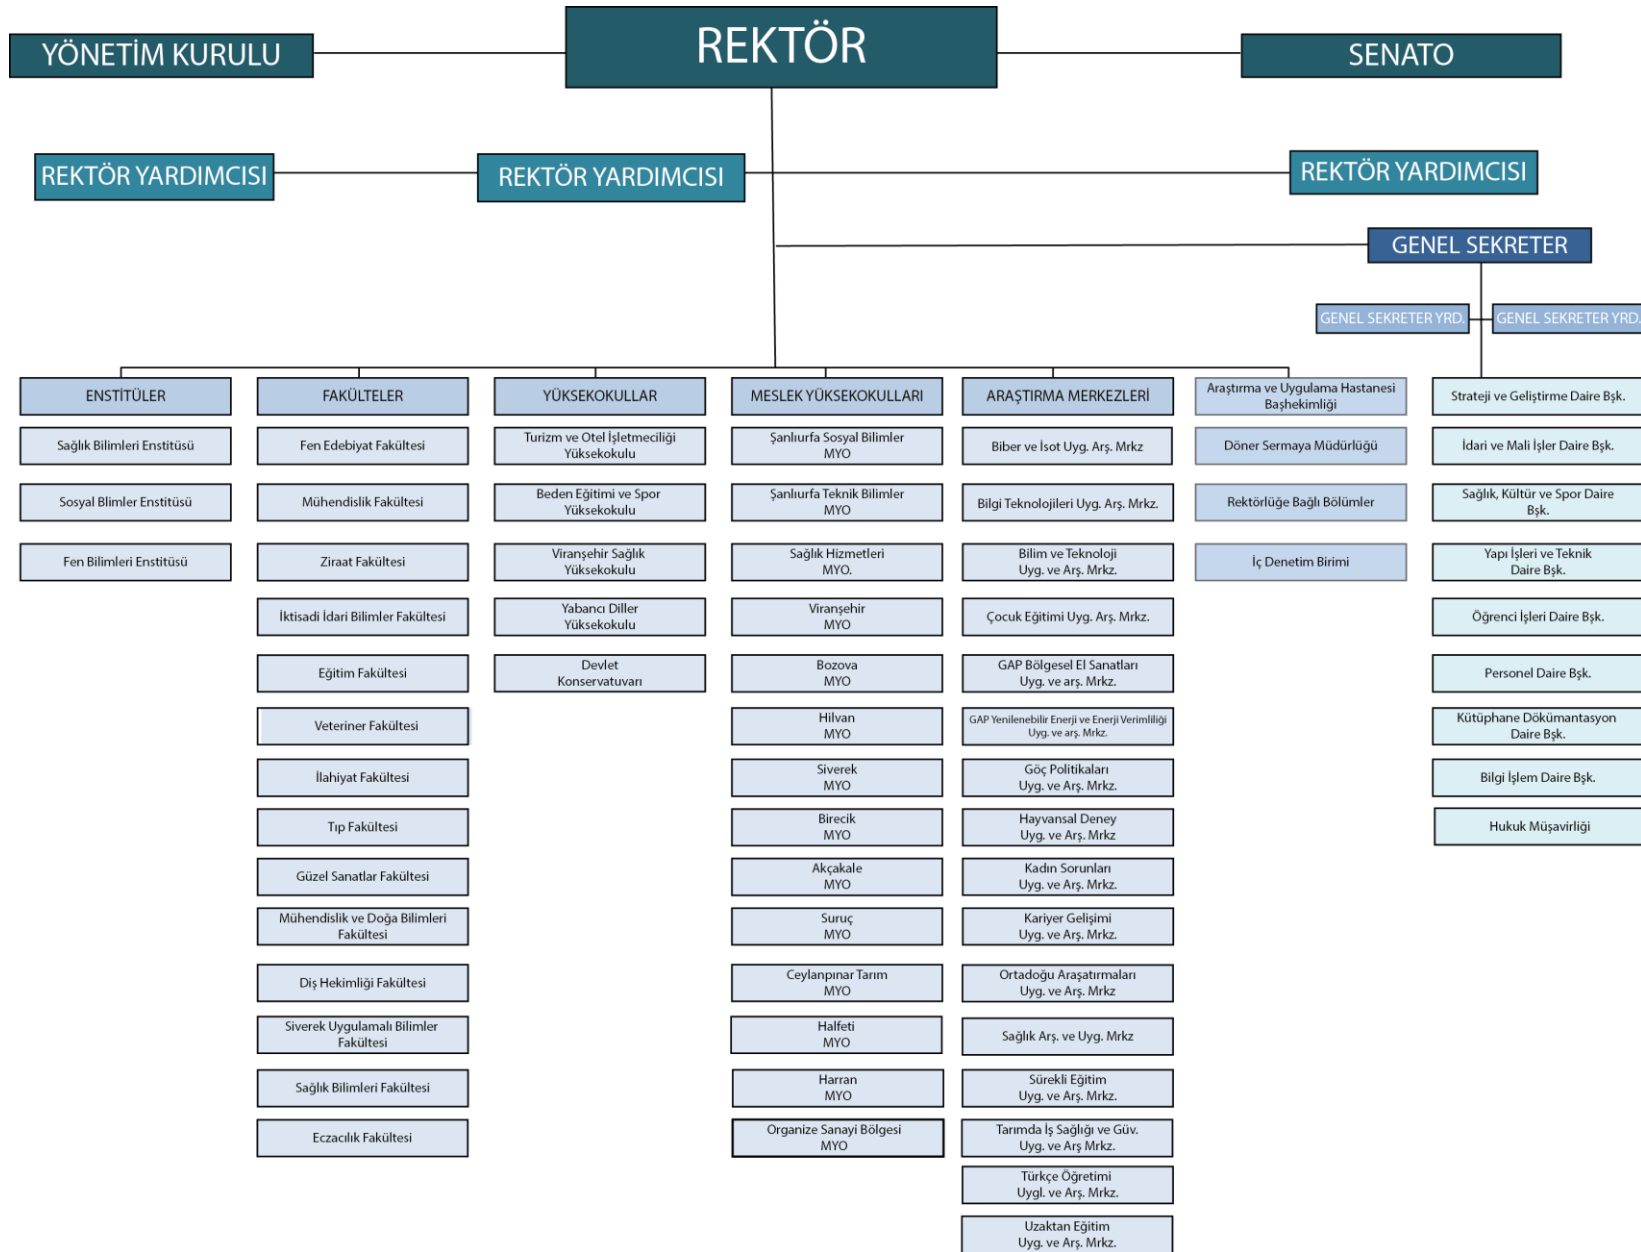 REKTÖR
YÖNETİM KURULU
SENATO
REKTÖR YARDIMCISI
REKTÖR YARDIMCISI
REKTÖR YARDIMCISI
GENEL SEKRETER
GENEL SEKRETER YRD.
GENEL SEKRETER YRD.
ENSTİTÜLER
Sağlık Bilimleri Enstitüsü
Sosyal Blimler Enstitüsü
Fen Bilimleri Enstitüsü
FAKÜLTELER
Fen Edebiyat Fakültesi
Mühendislik Fakültesi
Ziraat Fakültesi
İktisadi İdari Bilimler Fakültesi
Eğitim Fakültesi
Veteriner Fakültesi
İlahiyat Fakültesi
Tıp Fakültesi
Güzel Sanatlar Fakültesi
Mühendislik ve Doğa Bilimleri
Fakültesi
Diş Hekimliği Fakültesi
Siverek Uygulamalı Bilimler
Fakültesi
Sağlık Bilimleri Fakültesi
Eczacılık Fakültesi
YÜKSEKOKULLAR
Turizm ve Otel İşletmeciliği
Yüksekokulu
Beden Eğitimi ve Spor
Yüksekokulu
Viranşehir Sağlık
Yüksekokulu
Yabancı Diller
Yüksekokulu
Devlet
Konservatuvarı
MESLEK YÜKSEKOKULLARI
Şanlıurfa Sosyal Bilimler
MYO
Şanlıurfa Teknik Bilimler
MYO
Sağlık Hizmetleri
MYO.
Viranşehir
MYO
Bozova
MYO
Hilvan
MYO
Siverek
MYO
Birecik
MYO
Akçakale
MYO
Suruç
MYO
Ceylanpınar Tarım
MYO
Halfeti
MYO
Harran
MYO
Organize Sanayi Bölgesi
MYO
ARAŞTIRMA MERKEZLERİ
Biber ve İsot Uyg. Arş. Mrkz
Bilgi Teknolojileri Uyg. Arş. Mrkz.
Bilim ve Teknoloji
Uyg. ve Arş. Mrkz.
Çocuk Eğitimi Uyg. Arş. Mrkz.
GAP Bölgesel El Sanatları
Uyg. ve arş. Mrkz.
GAP Yenilenebilir Enerji ve Enerji Verimliliği
Uyg. ve arş. Mrkz.
Göç Politikaları
Uyg. ve Arş. Mrkz.
Hayvansal Deney
Uyg. ve Arş. Mrkz
Kadın Sorunları
Uyg. ve Arş. Mrkz.
Kariyer Gelişimi
Uyg. ve Arş. Mrkz.
Ortadoğu Araşatırmaları
Uyg. ve Arş. Mrkz
Sağlık Arş. ve Uyg. Mrkz
Sürekli Eğitim
Uyg. ve Arş. Mrkz.
Tarımda İş Sağlığı ve Güv.
Uyg. ve Arş Mrkz.
Türkçe Öğretimi
Uygl. ve Arş. Mrkz.
Uzaktan Eğitim
Uyg. ve Arş. Mrkz.
Araştırma ve Uygulama Hastanesi
Başhekimliği
Döner Sermaya Müdürlüğü
Rektörlüğe Bağlı Bölümler
İç Denetim Birimi
Strateji ve Geliştirme Daire Bşk.
İdari ve Mali İşler Daire Bşk.
Sağlık, Kültür ve Spor Daire
Bşk.
Yapı İşleri ve Teknik
Daire Bşk.
Öğrenci İşleri Daire Bşk.
Personel Daire Bşk.
Kütüphane Dökümantasyon
Daire Bşk.
Bilgi İşlem Daire Bşk.
Hukuk Müşavirliği